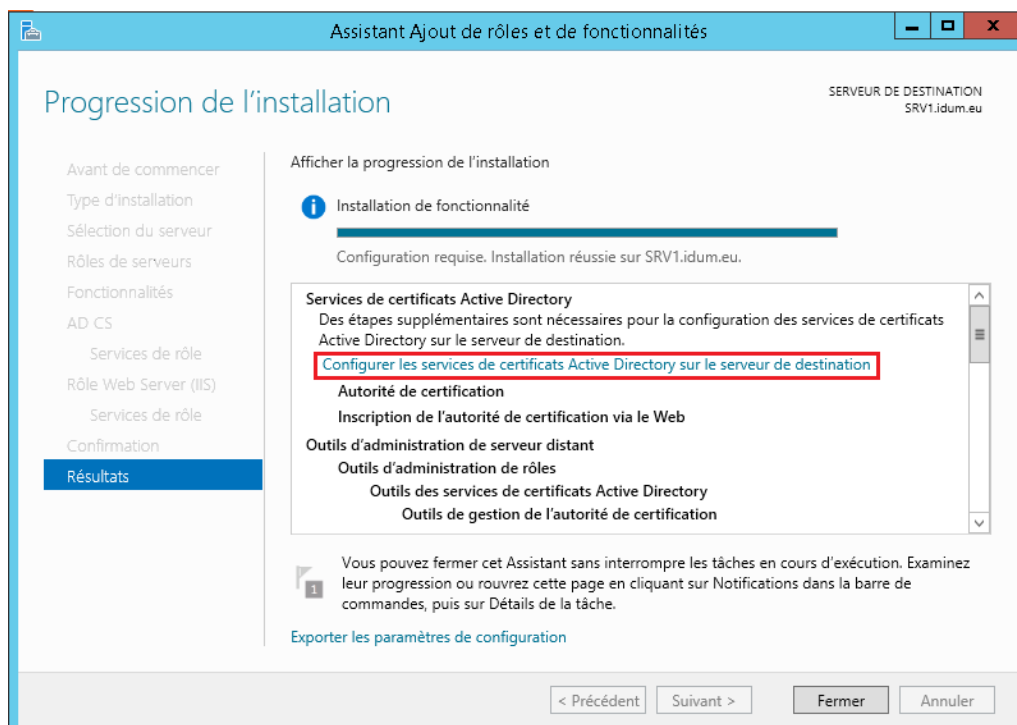 Assistant Ajout de rôles et de fonctionnalités
Progression de l'installation
SERVEUR DE DESTINATION
SRV1.idum.eu
Avant de commencer
Type d'installation
Sélection du serveur
Rôles de serveurs
Fonctionnalités
AD CS
Services de rôle
Rôle Web Server (IIS)
Services de rôle
Confirmation
Résultats
Afficher la progression de l'installation
Installation de fonctionnalité
Configuration requise. Installation réussie sur SRV1.idum.eu.
Services de certificats Active Directory
Des étapes supplémentaires sont nécessaires pour la configuration des services de certificats
Active Directory sur le serveur de destination.
Configurer les services de certificats Active Directory sur le serveur de destination
Autorité de certification
Inscription de l'autorité de certification via le Web
Outils d'administration de serveur distant
Outils d'administration de rôles
Outils des services de certificats Active Directory
Outils de gestion de l'autorité de certification
1
Vous pouvez fermer cet Assistant sans interrompre les tâches en cours d'exécution. Examinez
leur progression ou rouvrez cette page en cliquant sur Notifications dans la barre de
commandes, puis sur Détails de la tâche.
Exporter les paramètres de configuration
< Précédent
Suivant >
Fermer
Annuler